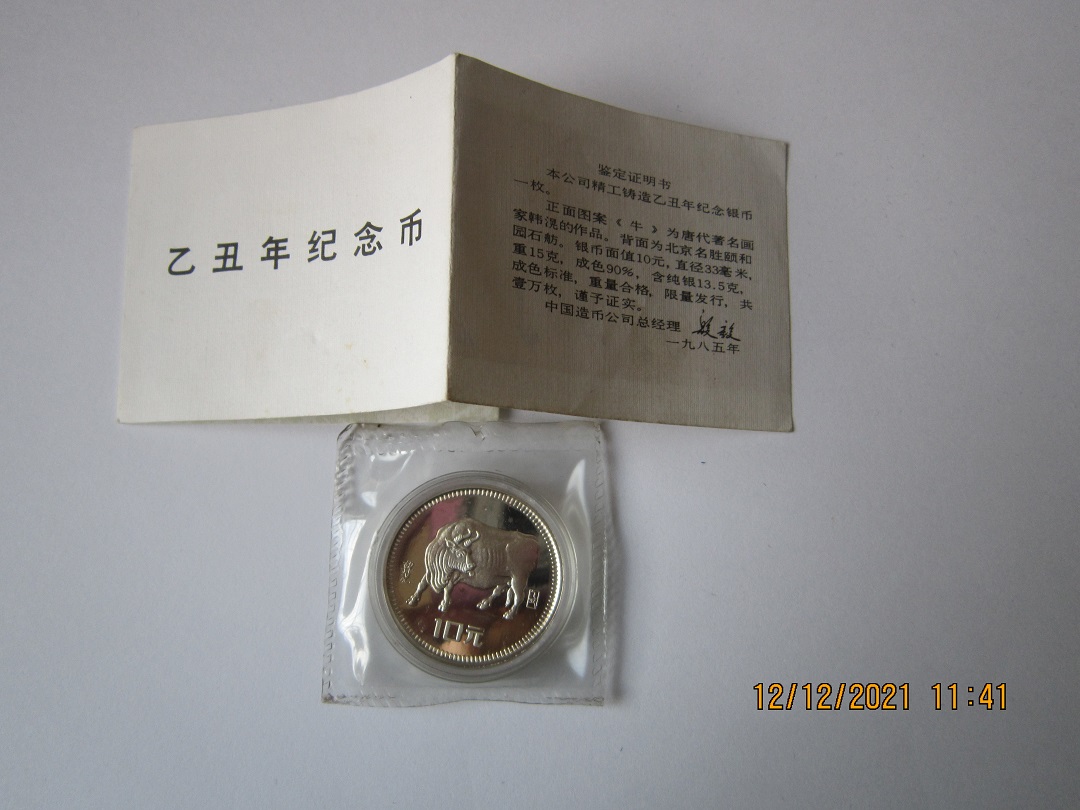 乙丑年纪念币
鉴定证明书
本公司精工铸造乙丑年纪念银币
一枚。
正面图案《牛》为唐代著名画
家韩滉的作品。背面为北京名胜颐和
园石舫。银币面值10元,直径33毫米,
重15克,成色90%,含纯银13.5克,
成色标准,重量合格,限量发行,共
壹万枚,谨予证实。
中国造币公司总经理
一九八五年
10元
12/12/2021 11:41